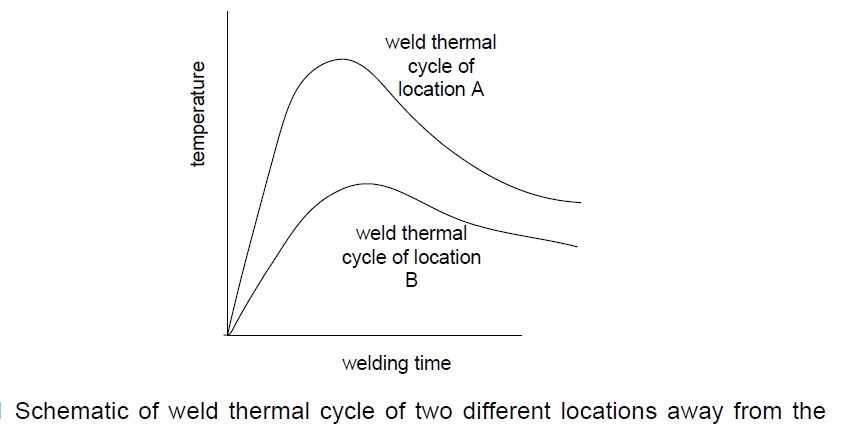 weld thermal
cycle of
location A
temperature
weld thermal
cycle of location
B
welding time
Schematic of weld thermal cycle of two different locations away from the